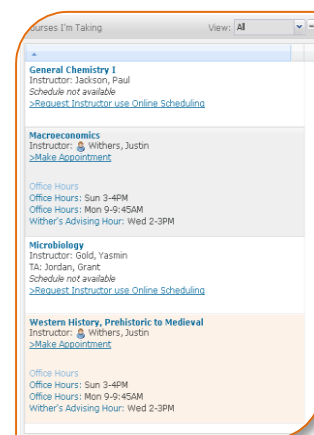 ourses I'm Taking View: All
General Chemistry I
Instructor: Jackson, Paul
Schedule not available
>Request Instructor use Online Scheduling
Macroeconomics
Instructor: Withers, Justin
>Make Appointment
Office Hours
Office Hours: Sun 3-4PM
Office Hours: Mon 9-9:45AM
Wither's Advising Hour: Wed 2-3PM
Microbiology
Instructor: Gold, Yasmin
TA: Jordan, Grant
Schedule not available
>Request Instructor use Online Scheduling
Western History, Prehistoric to Medieval
Instructor: Withers, Justin
>Make Appointment
Office Hours
Office Hours: Sun 3-4PM
Office Hours: Mon 9-9:45AM
Wither's Advising Hour: Wed 2-3PM